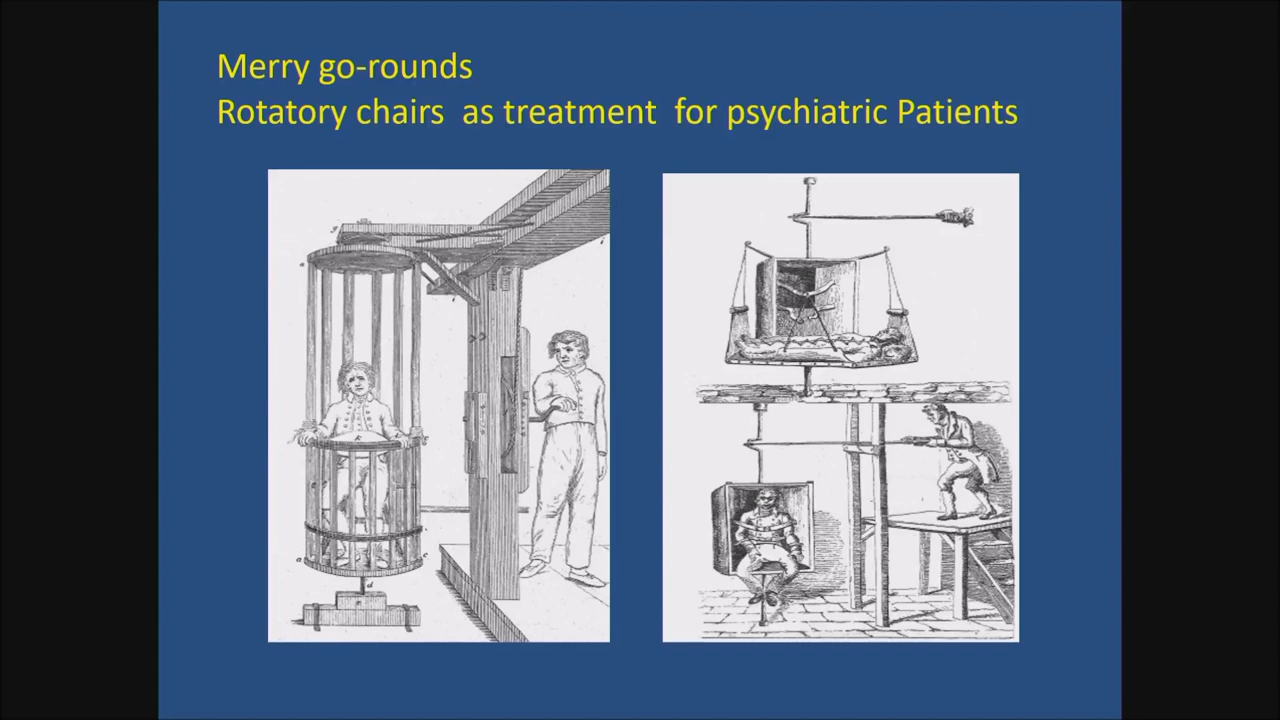 Merry go-rounds
Rotatory chairs as treatment for psychiatric Patients